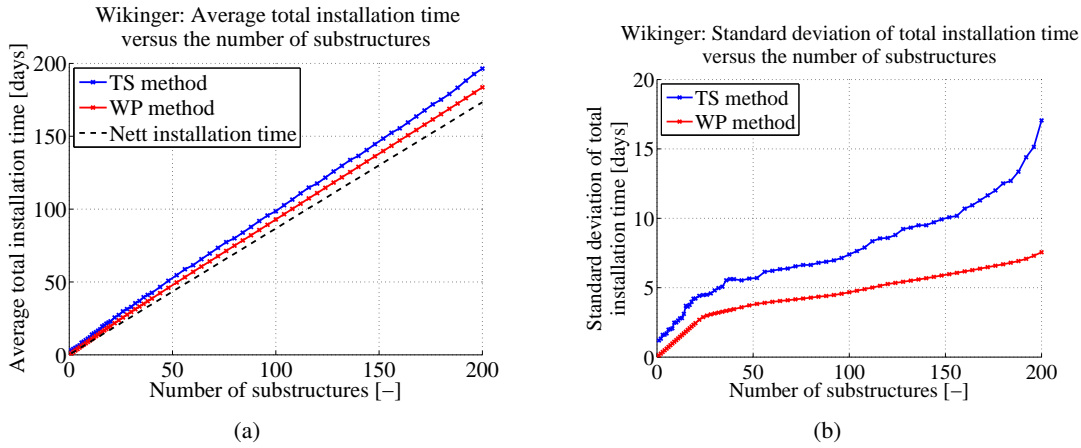 Wikinger: Average total installation time
versus the number of substructures
Average total installation time [days]
200
150
100
50
0
TS method
WP method
Nett installation time
0 50 100 150 200
Number of substructures [−]
(a)
Wikinger: Standard deviation of total installation time
versus the number of substructures
Standard deviation of total
installation time [days]
20
15
10
5
0
TS method
WP method
0 50 100 150 200
Number of substructures [−]
(b)